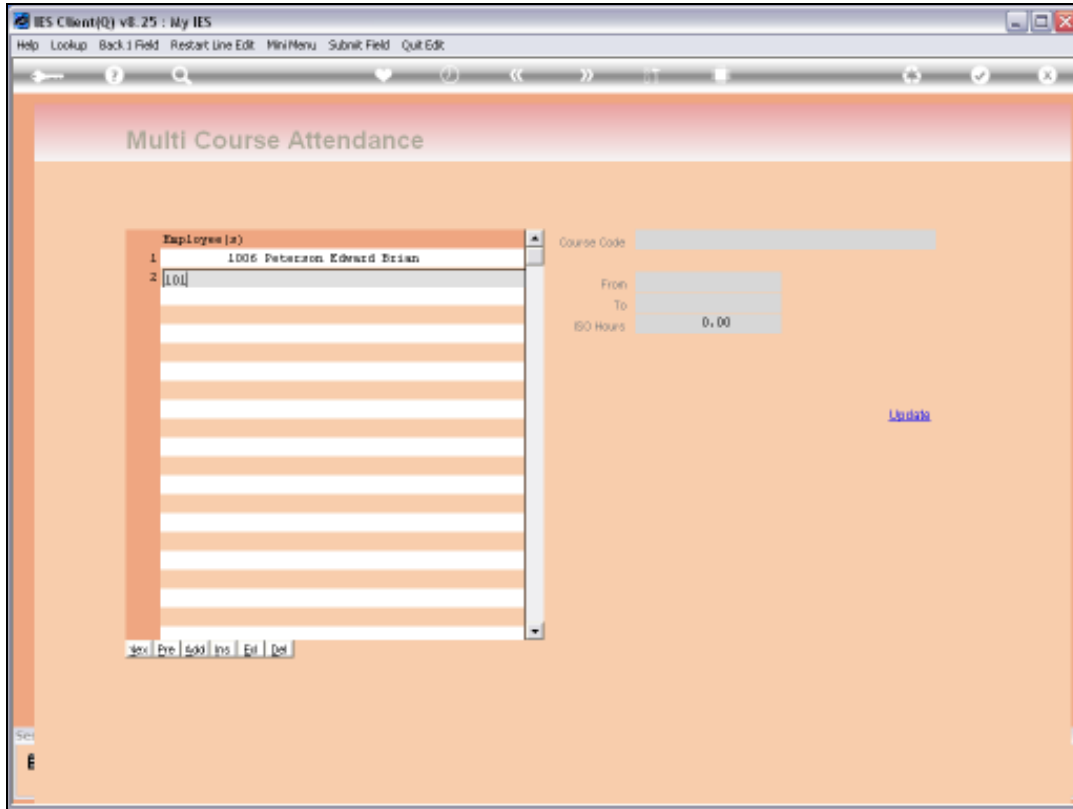 IES Client(Q) v8.25 : My IES
Help Lookup Back 1 Field Restart Line Edit MiniMenu Submit Field Quit Edit
Multi Course Attendance
Employee(s)
1 1006 Peterson Edward Brian
2 101
Course Code
From
To
ISO Hours 0.00
Update
Nex Pre Add Ins Del